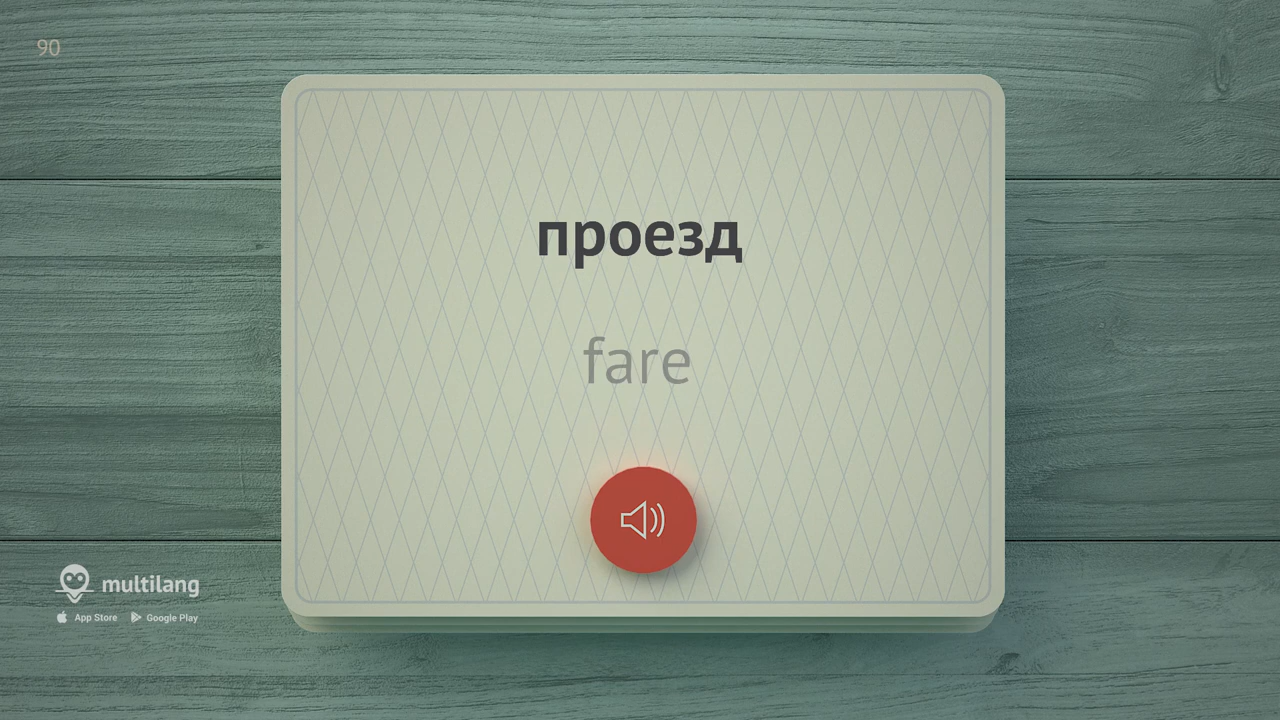 90
проезд
fare
multilang
App Store Google Play